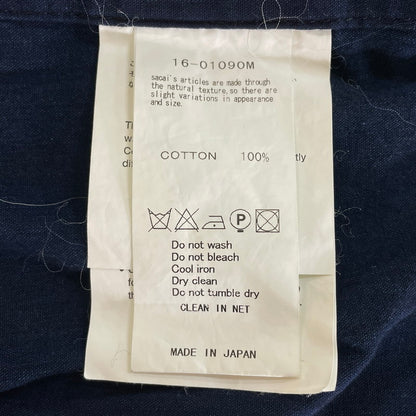 16-01090M
sacai's articles are made through
the natural texture, so there are
slight variations in appearance
and size.
COTTON 100%
P
Do not wash
Do not bleach
Cool iron
Dry clean
Do not tumble dry
CLEAN IN NET
MADE IN JAPAN